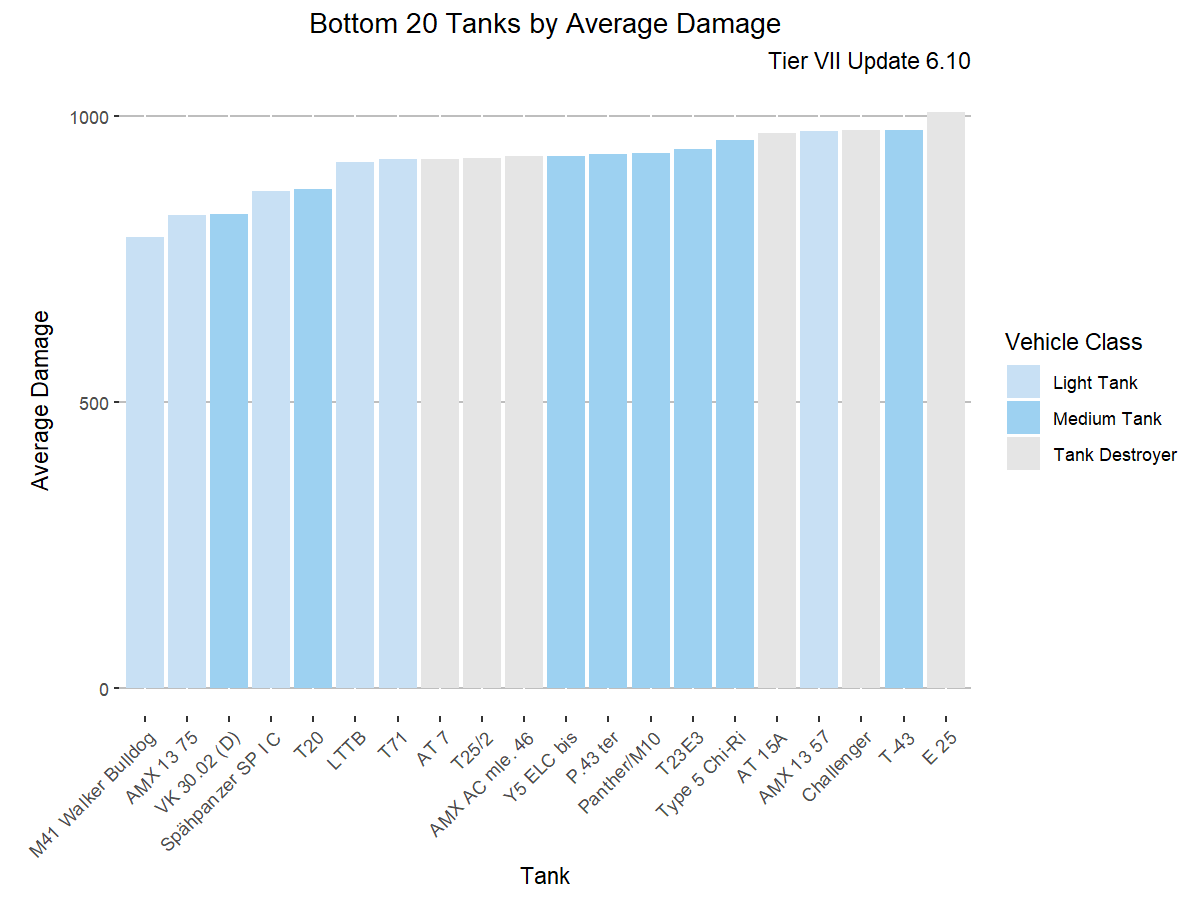 Bottom 20 Tanks by Average Damage
Tier VII Update 6.10
Average Damage
1000
500
0
M41 Walker Bulldog
AMX 13 75
VK 30.02 (D)
Spähpanzer SP I C
T20
LTTB
T71
AT 7
T25/2
AMX AC mle. 46
Y5 ELC bis
P.43 ter
Panther/M10
T23E3
Type 5 Chi-Ri
AT 15A
AMX 13 57
Challenger
T-43
E 25
Tank
Vehicle Class
Light Tank
Medium Tank
Tank Destroyer